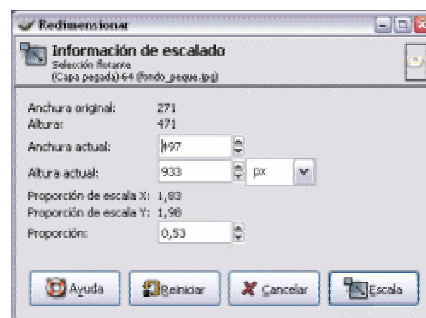 Redimensionar
Información de escalado
Selección flotante
(Capa pegada)-64 (fondo_peque.jpg)
Anchura original: 271
Altura: 471
Anchura actual: 497
Altura actual: 933 px
Proporción de escala X: 1,83
Proporción de escala Y: 1,98
Proporción: 0,53
Ayuda Reiniciar Cancelar Escala